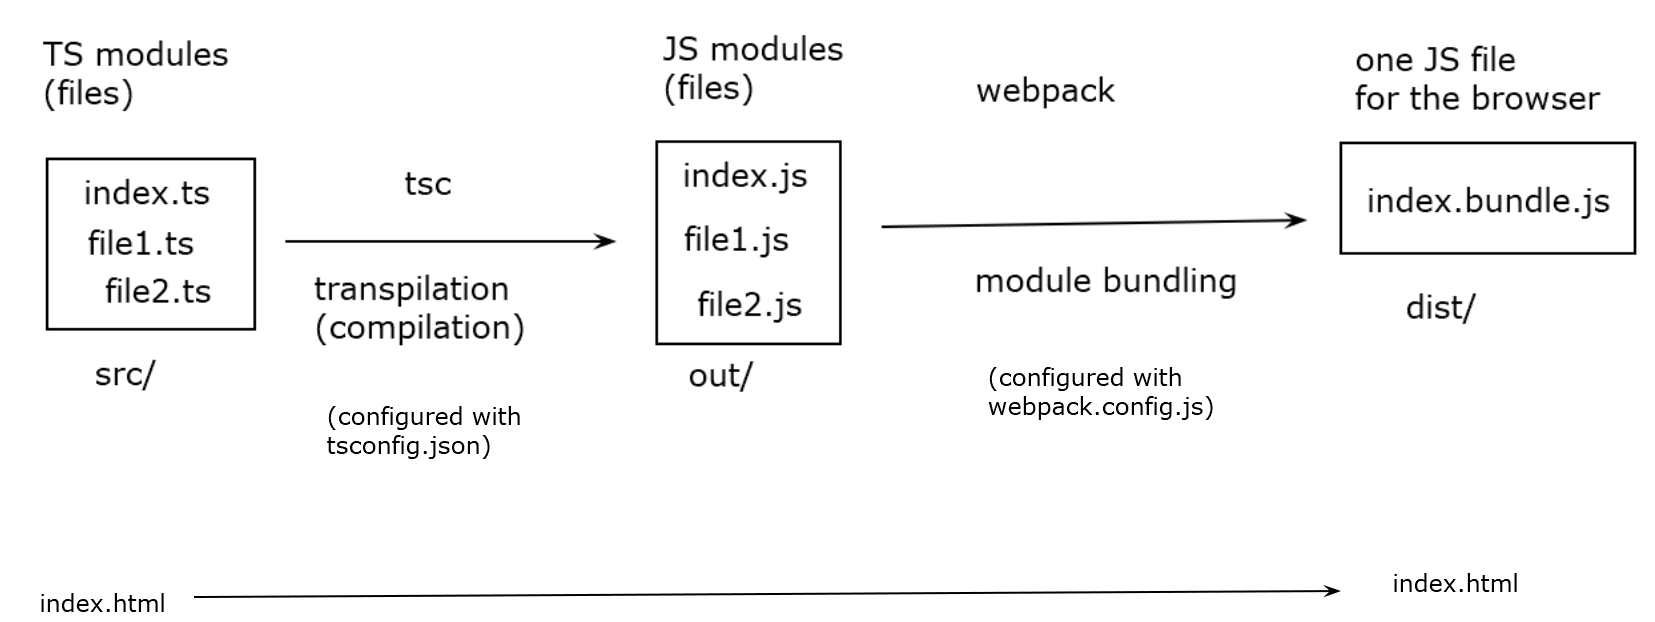 TS modules
(files)
index.ts
file1.ts
file2.ts
src/
tsc
transpilation
(compilation)
(configured with
tsconfig.json)
JS modules
(files)
index.js
file1.js
file2.js
out/
webpack
module bundling
(configured with
webpack.config.js)
one JS file
for the browser
index.bundle.js
dist/
index.html
index.html